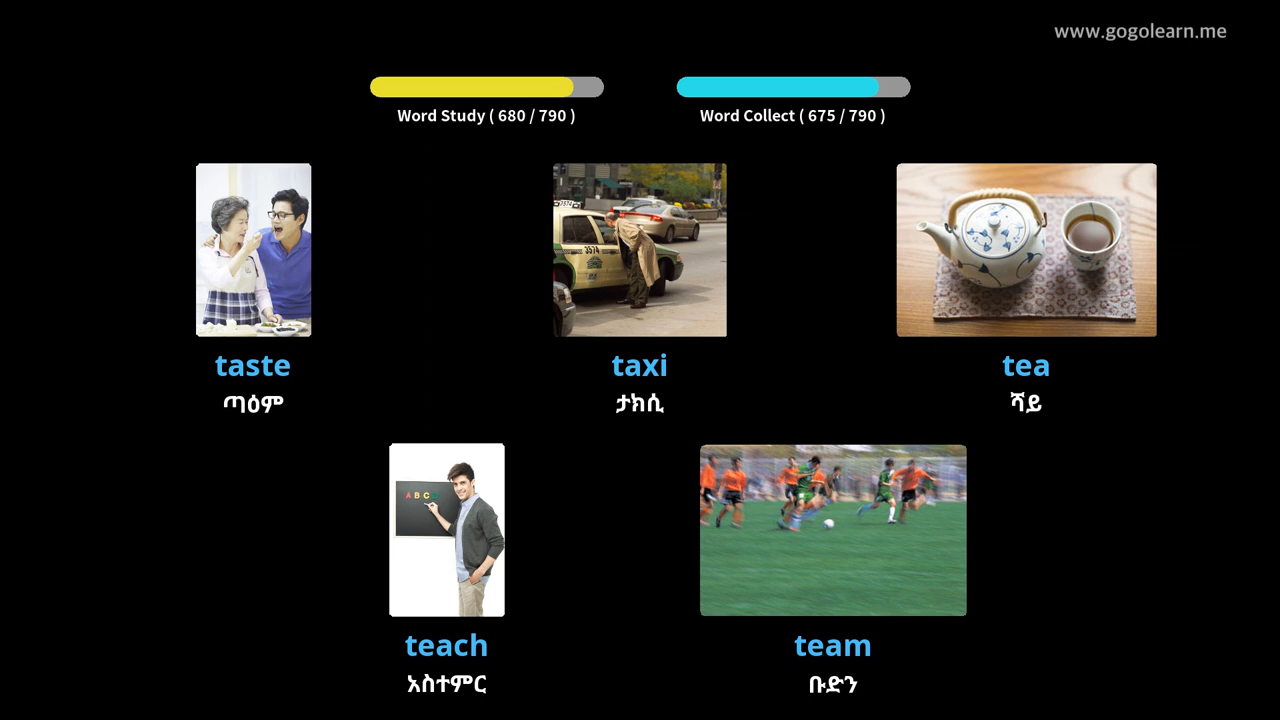 www.gogolearn.me
Word Study ( 680 / 790 )
Word Collect ( 675 / 790 )
3574
A B C
taste
ጣዕም
taxi
ታክሲ
tea
ሻይ
teach
አስተምር
team
ቡድን